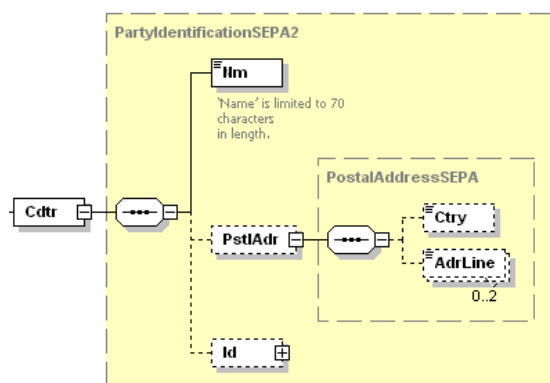 PartyIdentificationSEPA2
Nm
'Name' is limited to 70
characters
in length.
PostalAddressSEPA
Cdtr
Ctry
PstlAdr
AdrLine
0..2
Id